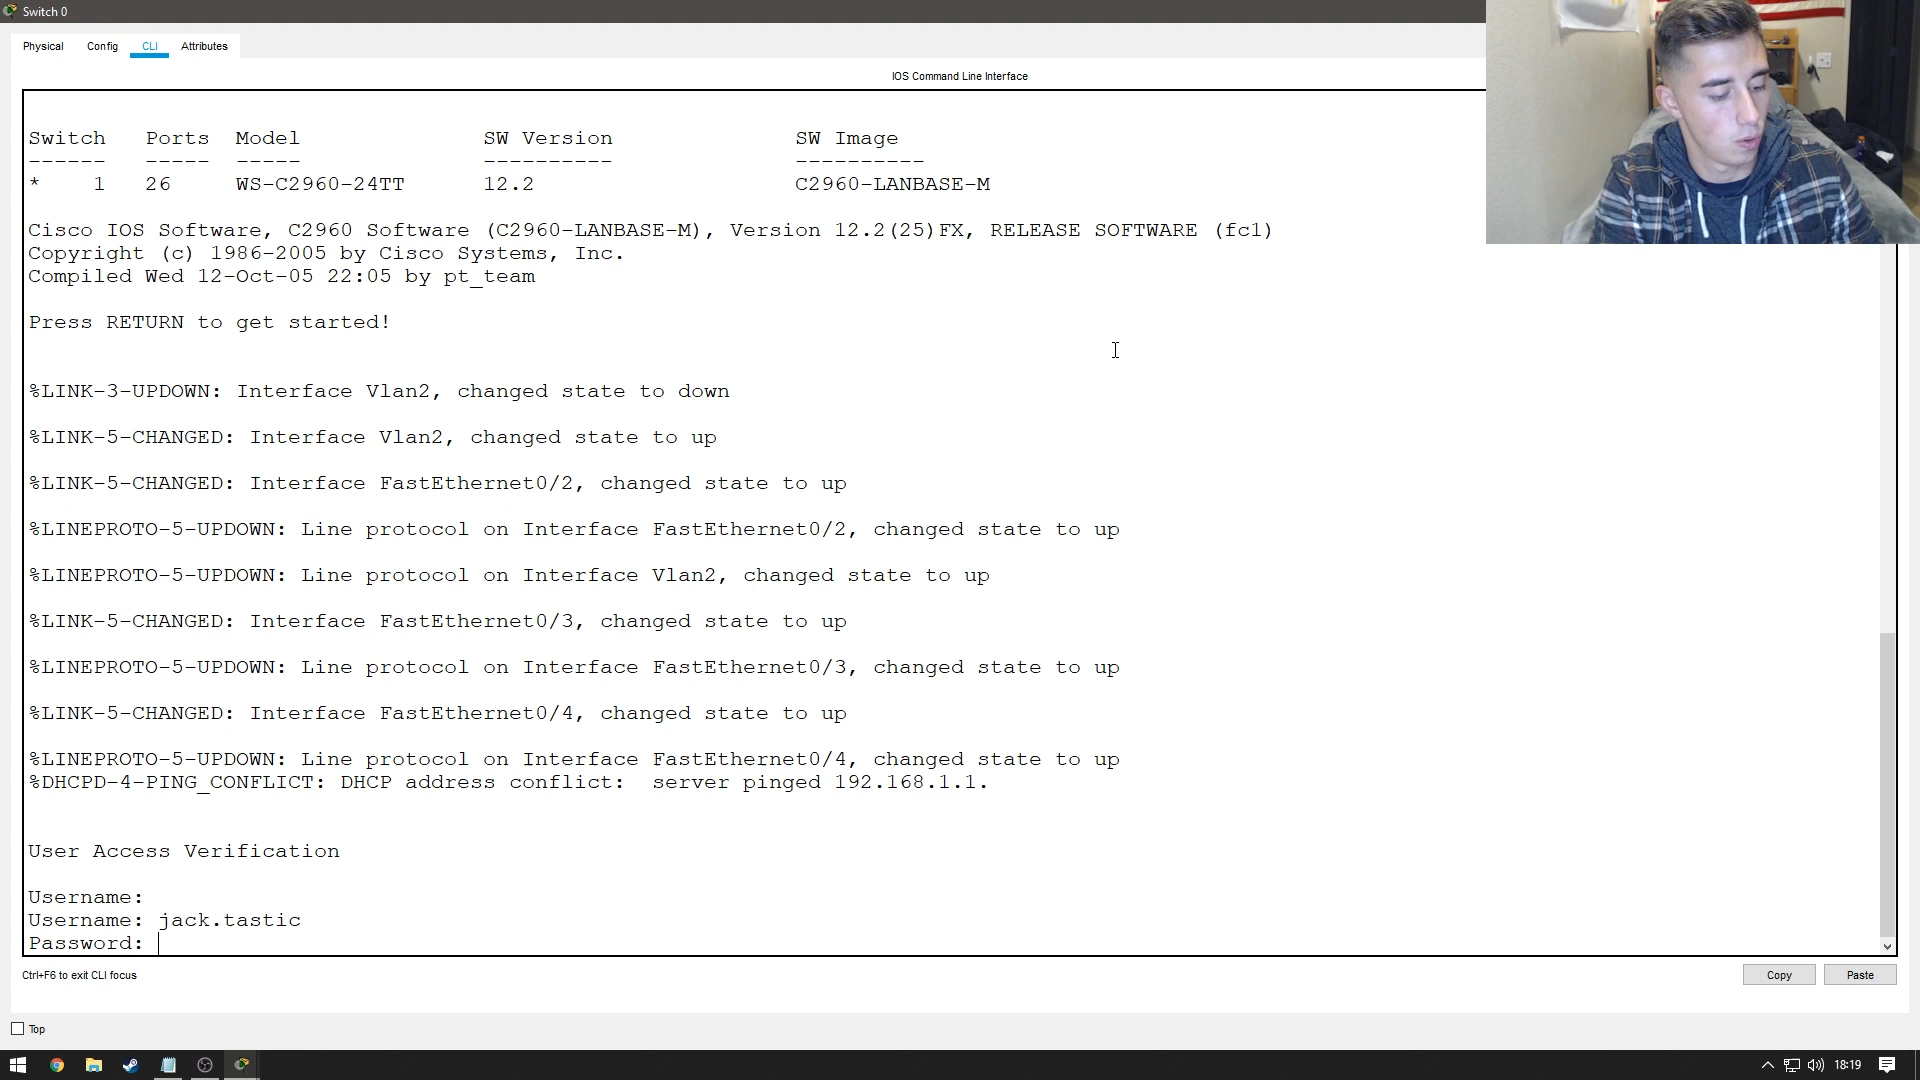 Switch 0
Physical Config CLI Attributes
IOS Command Line Interface
Switch Ports Model SW Version SW Image
------ ----- ----- ---------- ----------
* 1 26 WS-C2960-24TT 12.2 C2960-LANBASE-M
Cisco IOS Software, C2960 Software (C2960-LANBASE-M), Version 12.2(25)FX, RELEASE SOFTWARE (fc1)
Copyright (c) 1986-2005 by Cisco Systems, Inc.
Compiled Wed 12-Oct-05 22:05 by pt_team
Press RETURN to get started!
%LINK-3-UPDOWN: Interface Vlan2, changed state to down
%LINK-5-CHANGED: Interface Vlan2, changed state to up
%LINK-5-CHANGED: Interface FastEthernet0/2, changed state to up
%LINEPROTO-5-UPDOWN: Line protocol on Interface FastEthernet0/2, changed state to up
%LINEPROTO-5-UPDOWN: Line protocol on Interface Vlan2, changed state to up
%LINK-5-CHANGED: Interface FastEthernet0/3, changed state to up
%LINEPROTO-5-UPDOWN: Line protocol on Interface FastEthernet0/3, changed state to up
%LINK-5-CHANGED: Interface FastEthernet0/4, changed state to up
%LINEPROTO-5-UPDOWN: Line protocol on Interface FastEthernet0/4, changed state to up
%DHCPD-4-PING_CONFLICT: DHCP address conflict:  server pinged 192.168.1.1.
User Access Verification
Username:
Username: jack.tastic
Password:
Ctrl+F6 to exit CLI focus
Copy Paste
Top
18:19